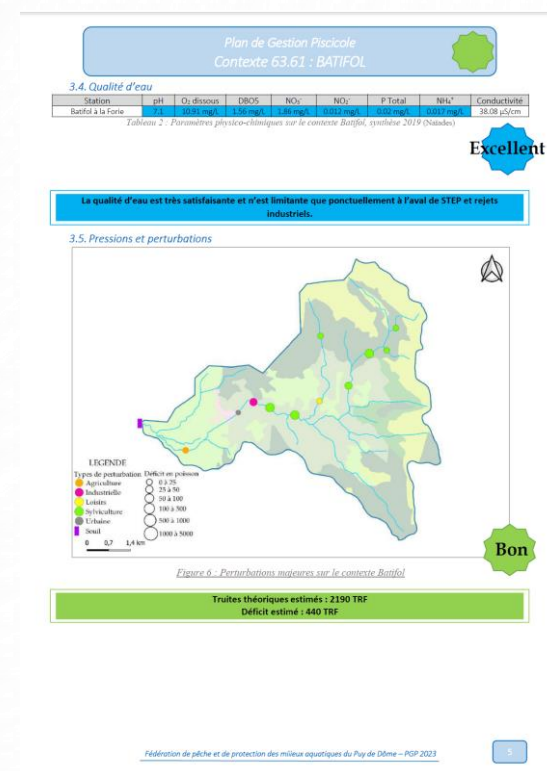 Plan de Gestion Piscicole
Contexte 63.61 : BATIFOL
3.4. Qualité d'eau
Station pH O₂ dissous DBO5 NO₃⁻ NO₂⁻ P Total NH₄⁺ Conductivité
Batifol à la Forie 7.1 10.91 mg/L 1.56 mg/L 1.86 mg/L 0.012 mg/L 0.02 mg/L 0.017 mg/L 38.08 µS/cm
Tableau 2 : Paramètres physico-chimiques sur le contexte Batifol, synthèse 2019 (Naïades)
Excellent
La qualité d'eau est très satisfaisante et n'est limitante que ponctuellement à l'aval de STEP et rejets
industriels.
3.5. Pressions et perturbations
LEGENDE
Types de perturbation Déficit en poisson
Agriculture 0 à 25
Industrielle 25 à 50
Loisirs 50 à 100
Sylviculture 100 à 500
Urbaine 500 à 1000
Seuil 1000 à 5000
0 0,7 1,4 km
Bon
Figure 6 : Perturbations majeures sur le contexte Batifol
Truites théoriques estimés : 2190 TRF
Déficit estimé : 440 TRF
Fédération de pêche et de protection des milieux aquatiques du Puy de Dôme – PGP 2023
5